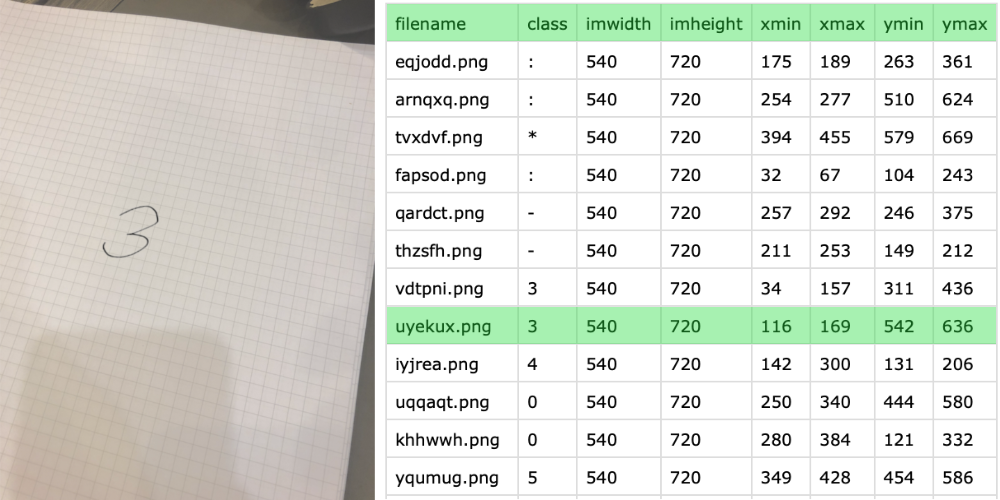 3
filename class imwidth imheight xmin xmax ymin ymax
eqjodd.png : 540 720 175 189 263 361
arnqxq.png : 540 720 254 277 510 624
tvxdvf.png * 540 720 394 455 579 669
fapsod.png : 540 720 32 67 104 243
qardct.png - 540 720 257 292 246 375
thzsfh.png - 540 720 211 253 149 212
vdtpni.png 3 540 720 34 157 311 436
uyekux.png 3 540 720 116 169 542 636
iyjrea.png 4 540 720 142 300 131 206
uqqaqt.png 0 540 720 250 340 444 580
khhwwh.png 0 540 720 280 384 121 332
yqumug.png 5 540 720 349 428 454 586